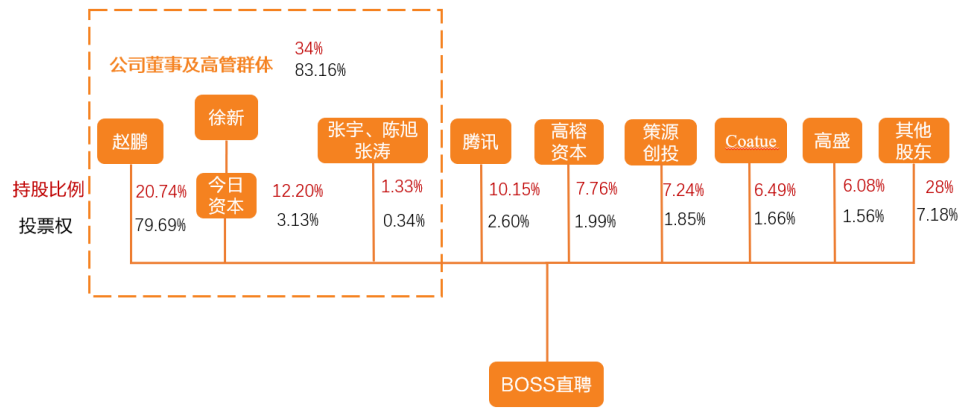 公司董事及高管群体
34%
83.16%
赵鹏
徐新
今日
资本
张宇、陈旭
张涛
腾讯
高榕
资本
策源
创投
Coatue
高盛
其他
股东
持股比例
20.74%
12.20%
1.33%
10.15%
7.76%
7.24%
6.49%
6.08%
28%
投票权
79.69%
3.13%
0.34%
2.60%
1.99%
1.85%
1.66%
1.56%
7.18%
BOSS直聘